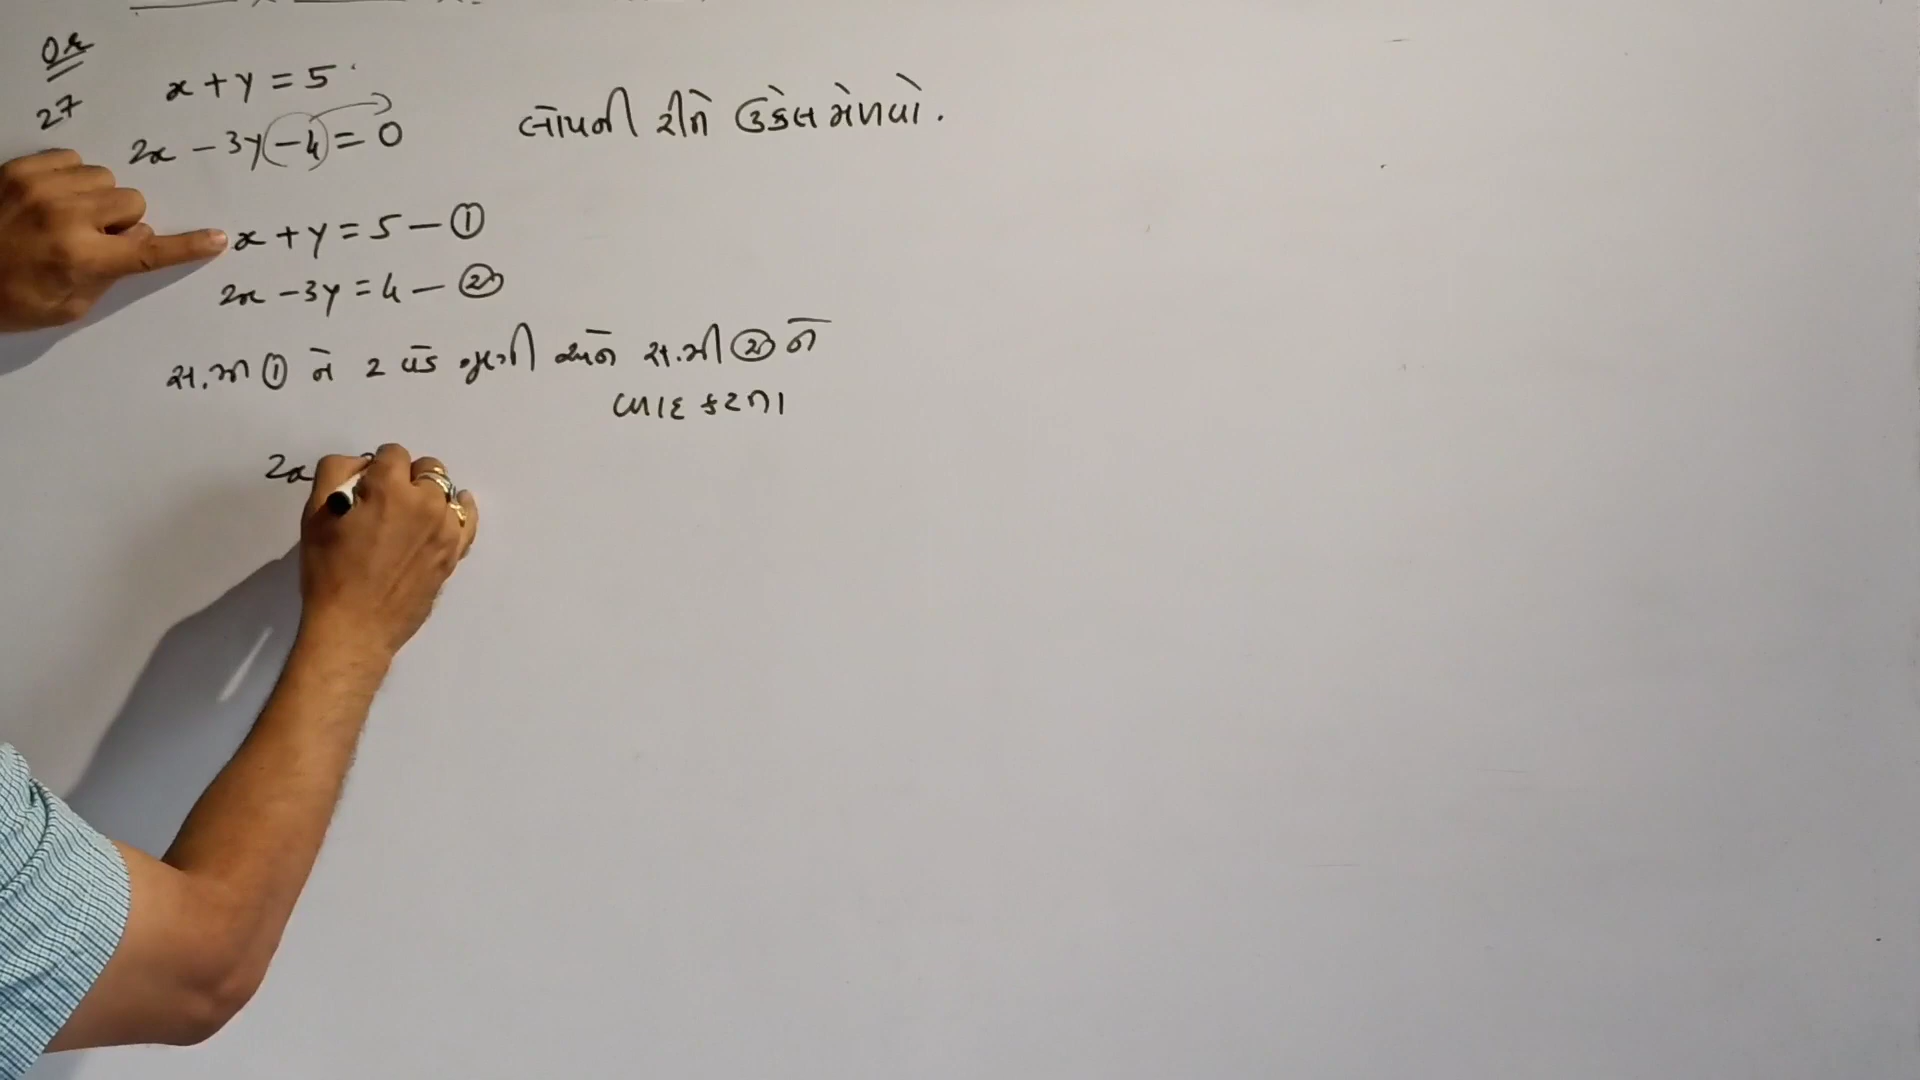 Or
27
x + y = 5
2x - 3y - 4 = 0
લોપની રીતે ઉકેલ મેળવો.
x + y = 5 — ①
2x - 3y = 4 — ②
સ.મી ① ને 2 વડે ગુણી અને સ.મી ② ને
બાદ કરતા
2x